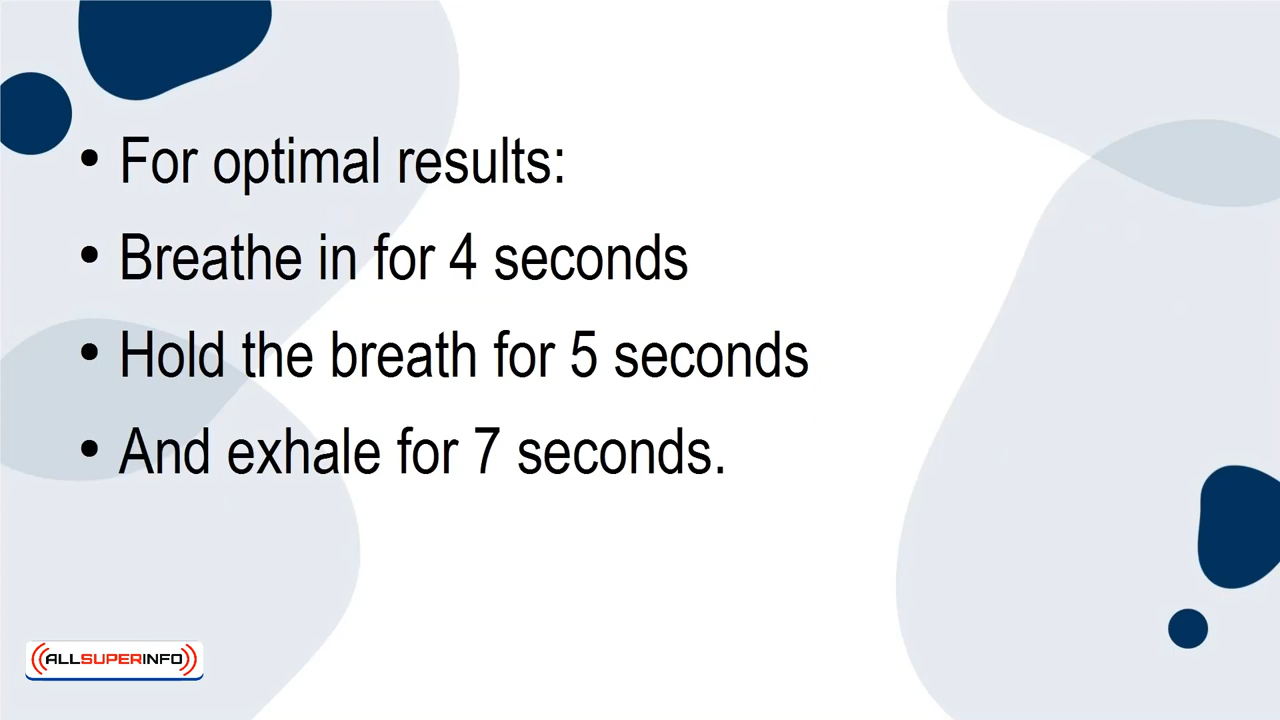 • For optimal results:
• Breathe in for 4 seconds
• Hold the breath for 5 seconds
• And exhale for 7 seconds.
ALLSUPERINFO